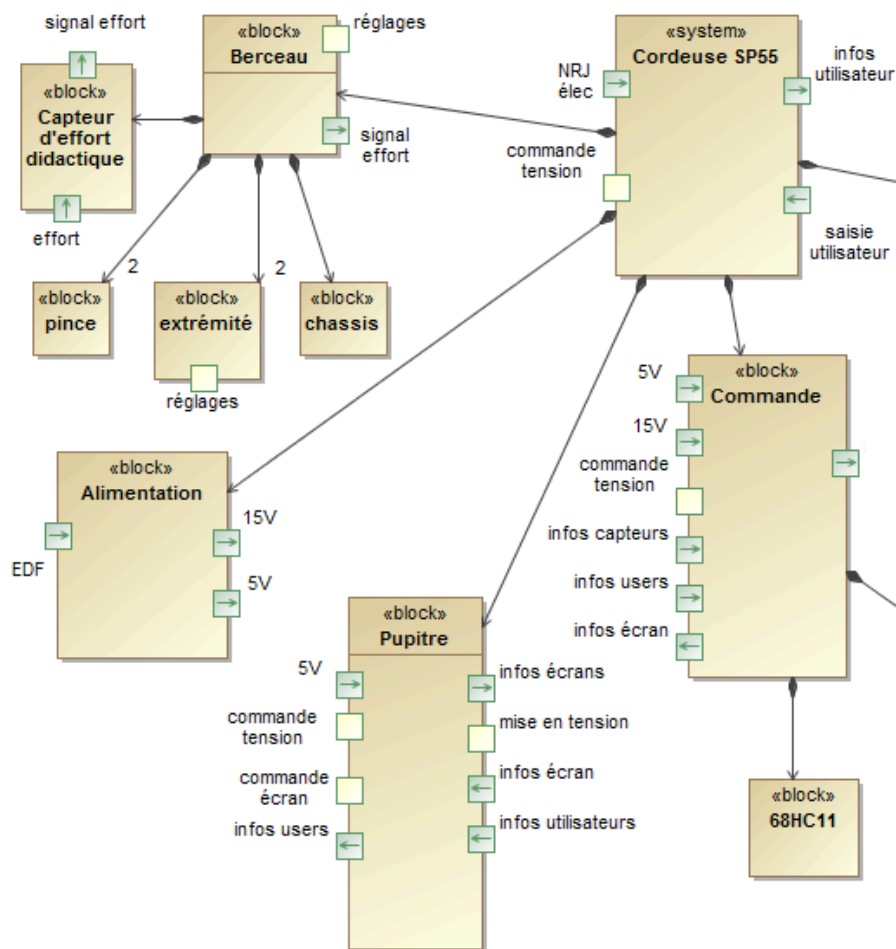 signal effort
«block»
Capteur
d'effort
didactique
effort
«block»
Berceau
réglages
signal
effort
«system»
Cordeuse SP55
NRJ
élec
commande
tension
infos
utilisateur
saisie
utilisateur
2
2
«block»
pince
«block»
extrémité
réglages
«block»
chassis
«block»
Alimentation
EDF
15V
5V
«block»
Commande
5V
15V
commande
tension
infos capteurs
infos users
infos écran
«block»
Pupitre
5V
commande
tension
commande
écran
infos users
infos écrans
mise en tension
infos écran
infos utilisateurs
«block»
68HC11